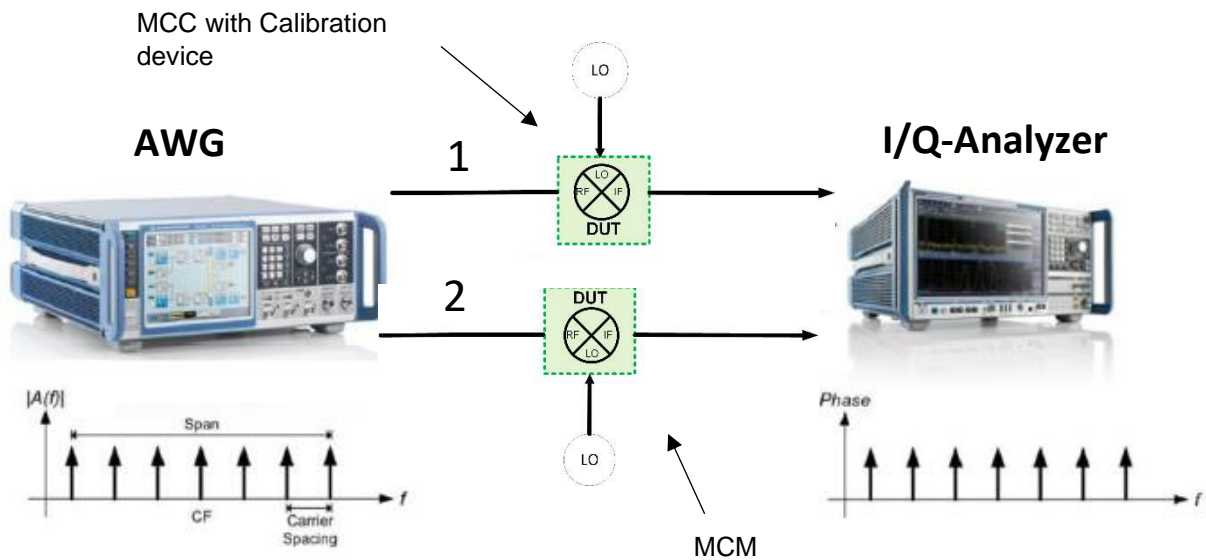 MCC with Calibration
device
LO
AWG
I/Q-Analyzer
1
LO
RF
IF
DUT
2
DUT
RF
IF
LO
LO
|A(f)|
Span
f
CF
Carrier
Spacing
Phase
f
MCM